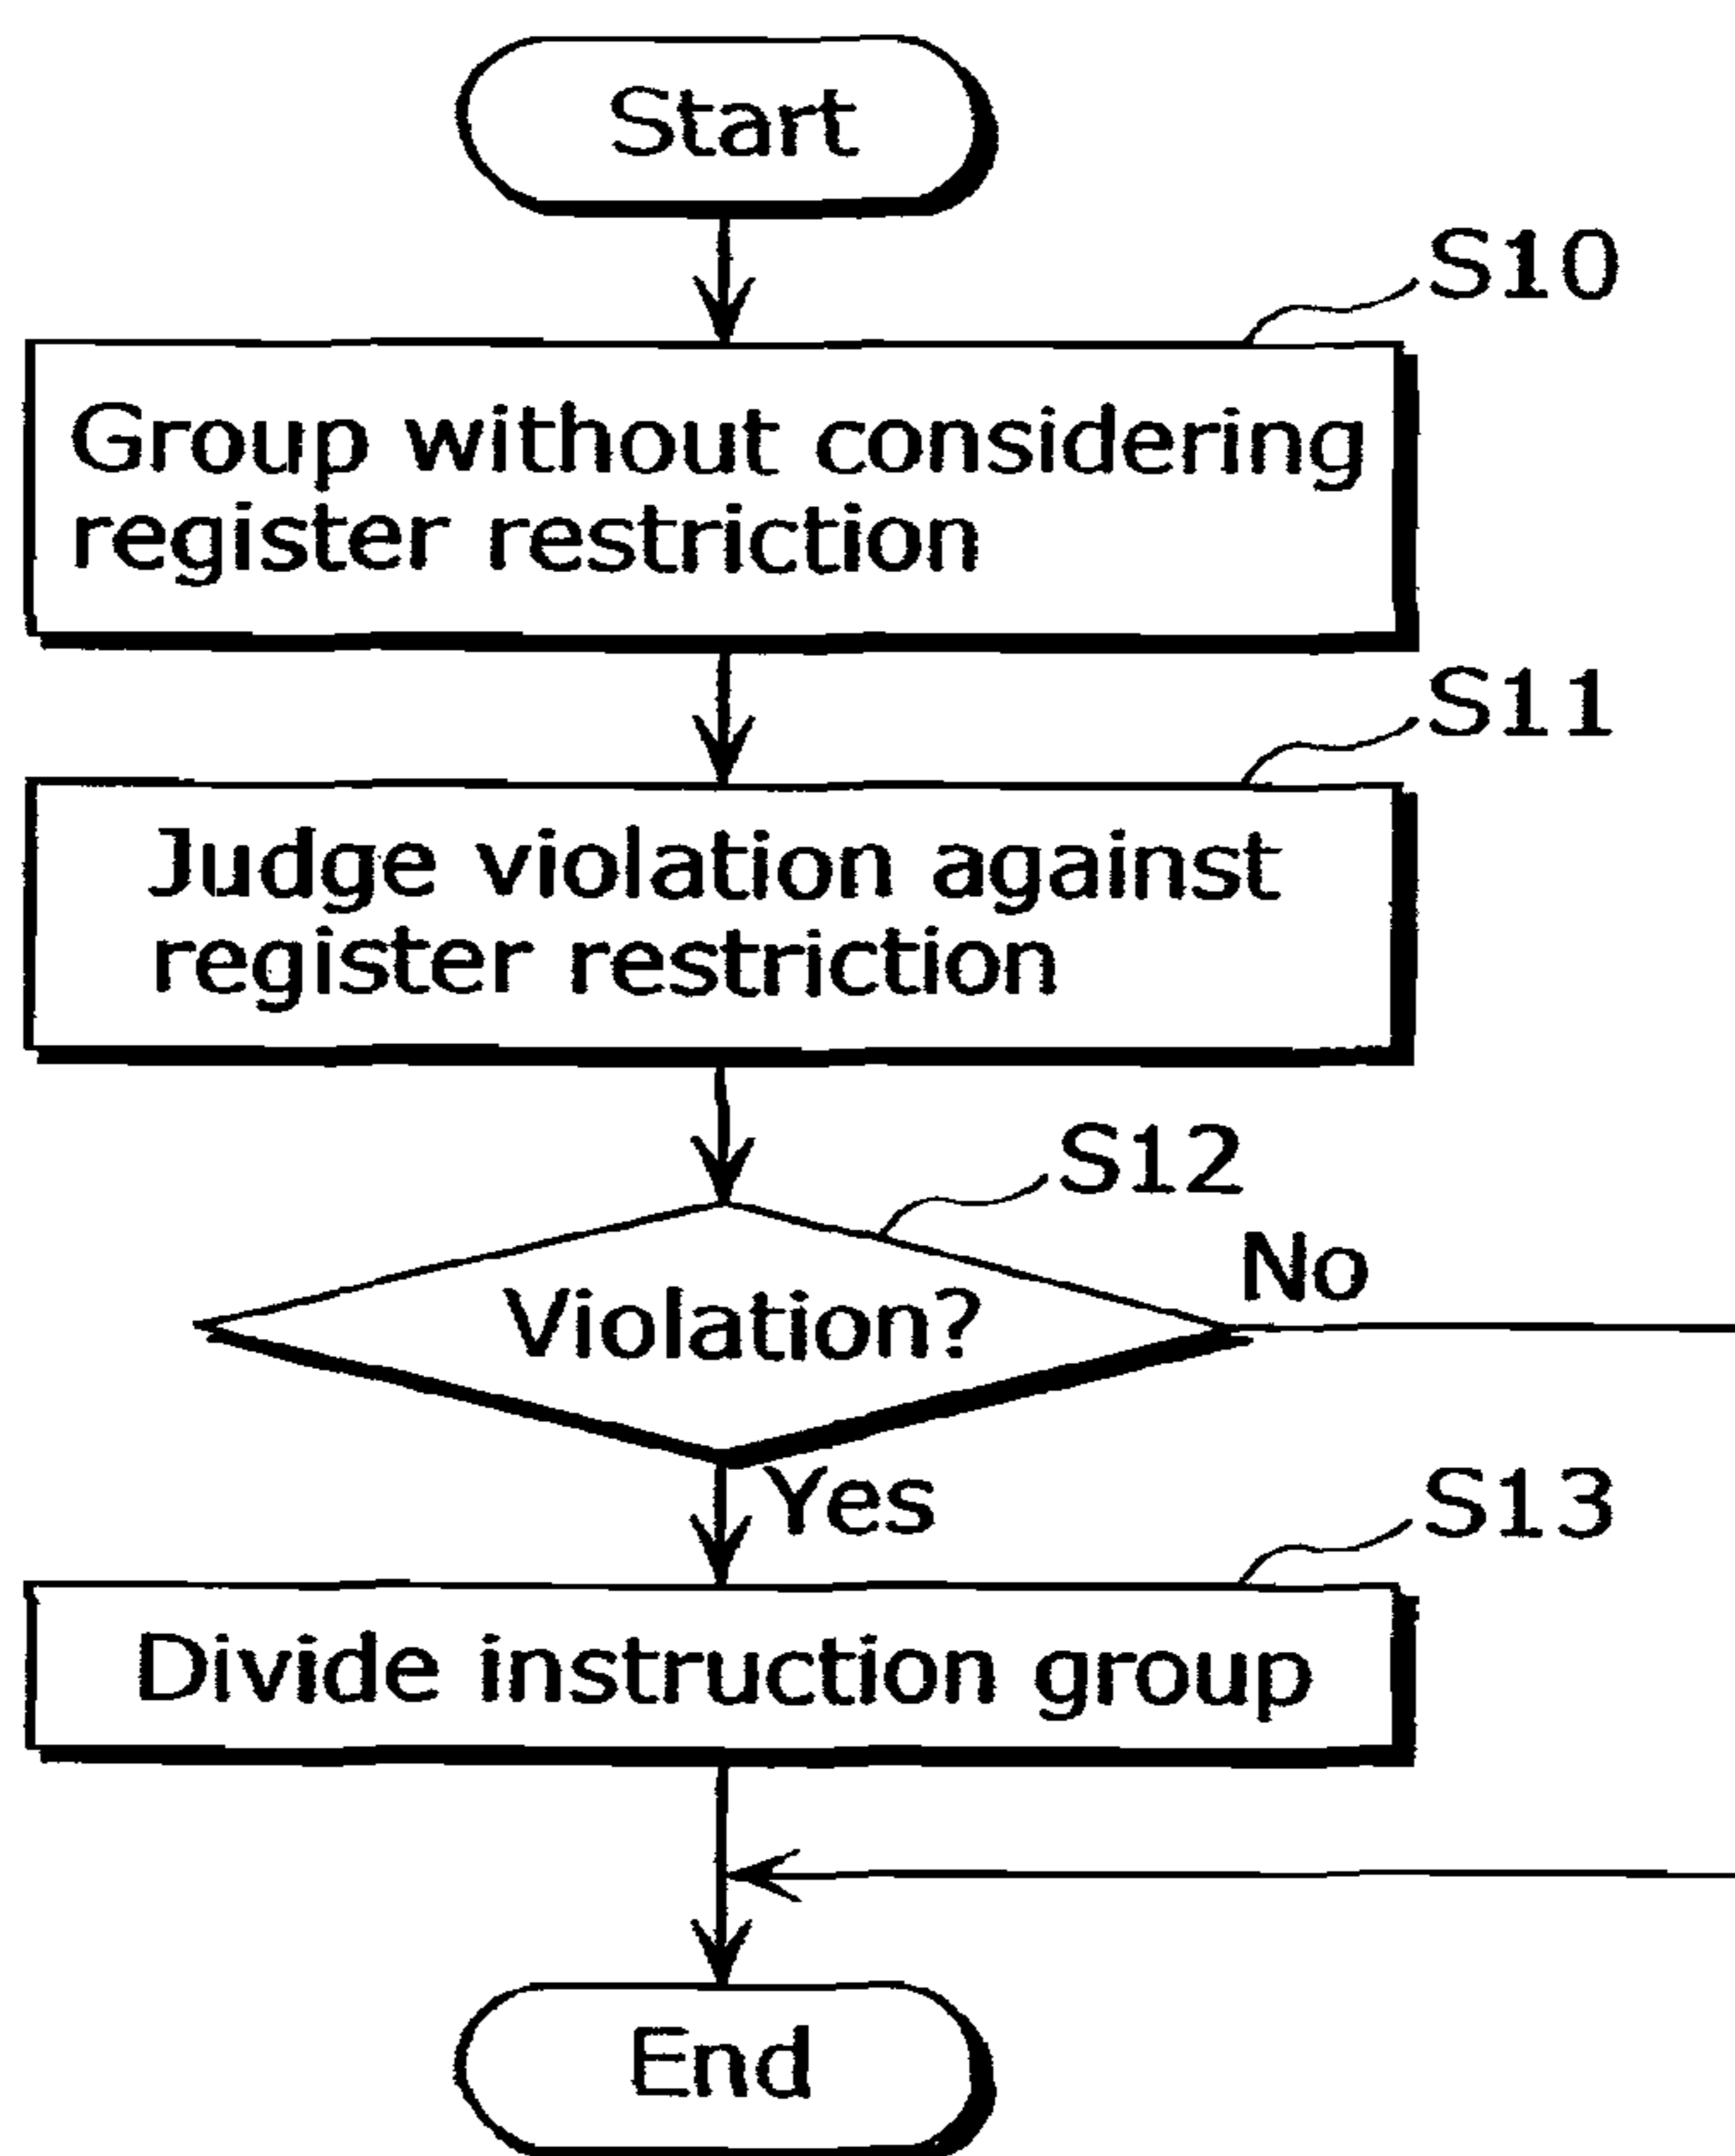 Start
S10
Group without considering
register restriction
S11
Judge violation against
register restriction
S12
Violation?
No
Yes
S13
Divide instruction group
End